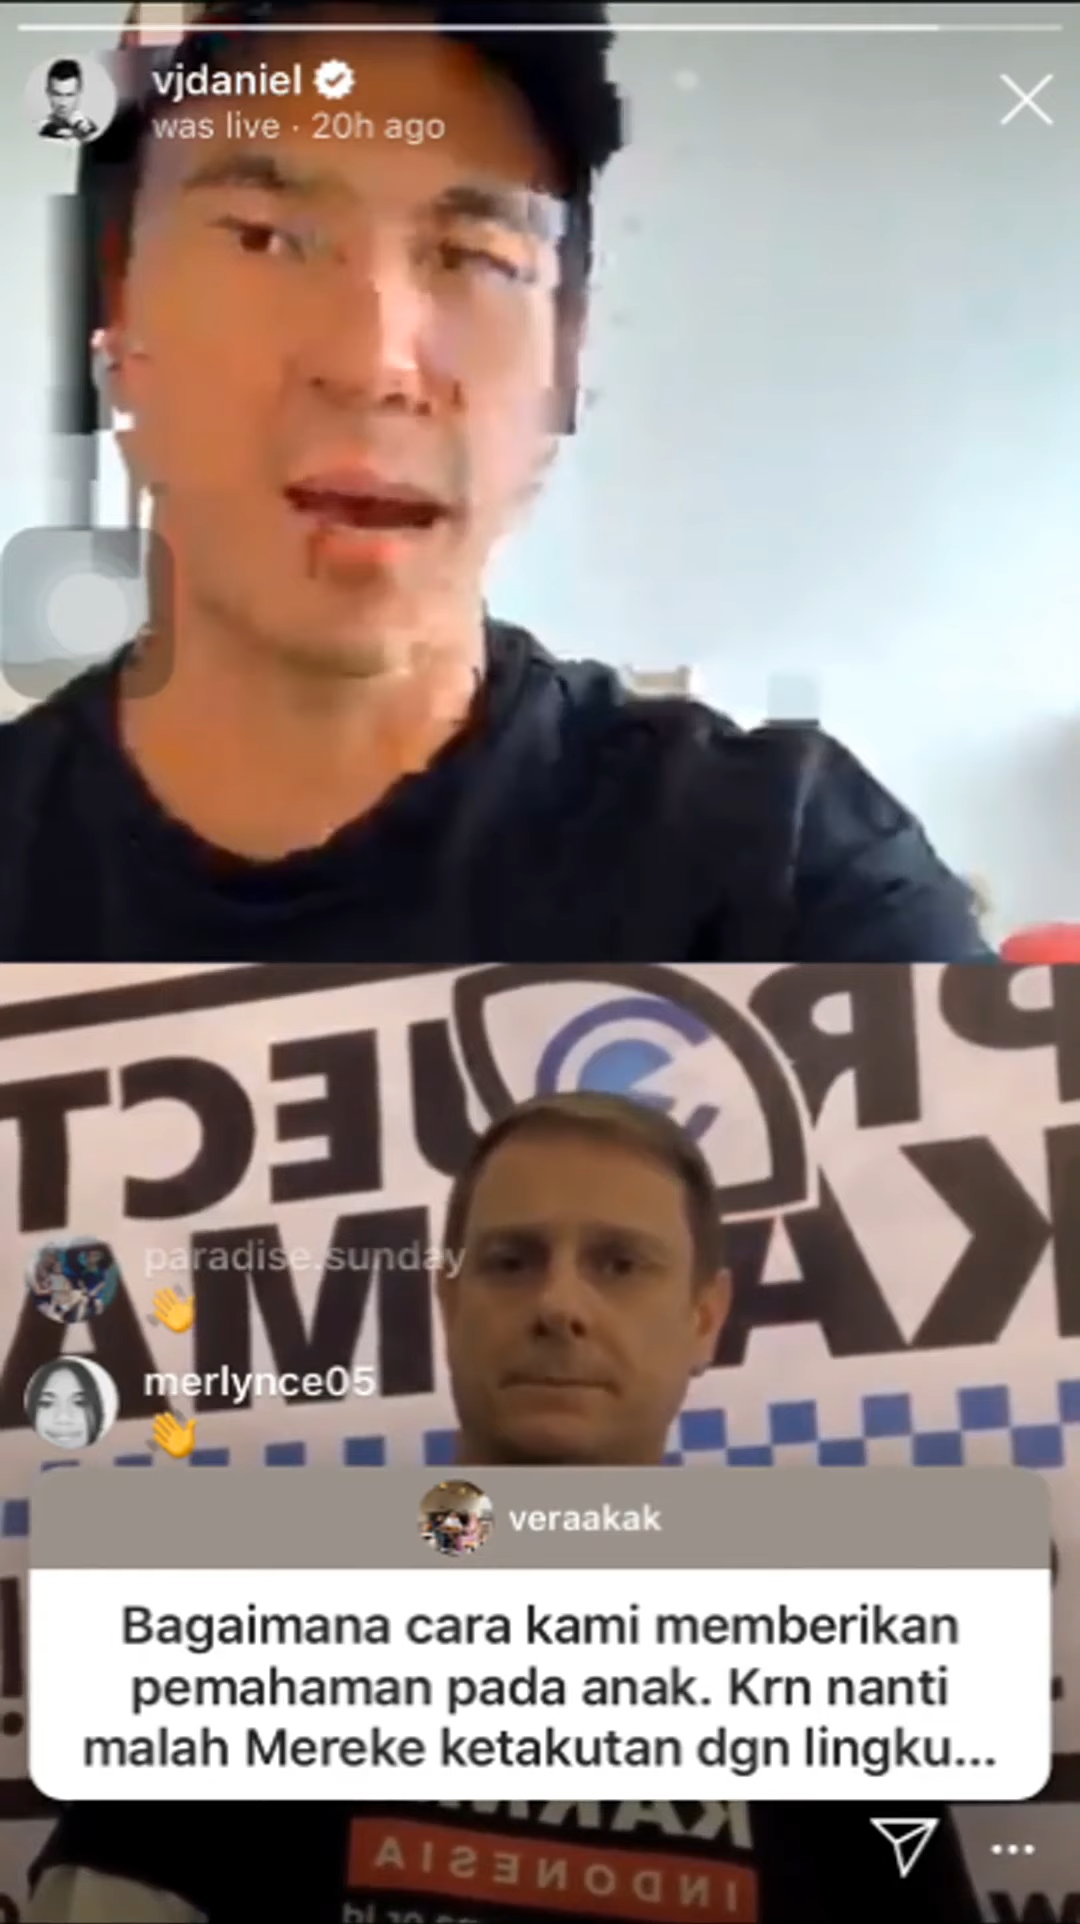 vjdaniel
was live · 20h ago
PROJECT
KARMA
paradise.sunday
👋
merlynce05
👋
veraakak
Bagaimana cara kami memberikan
pemahaman pada anak. Krn nanti
malah Mereke ketakutan dgn lingku...
INDONESIA